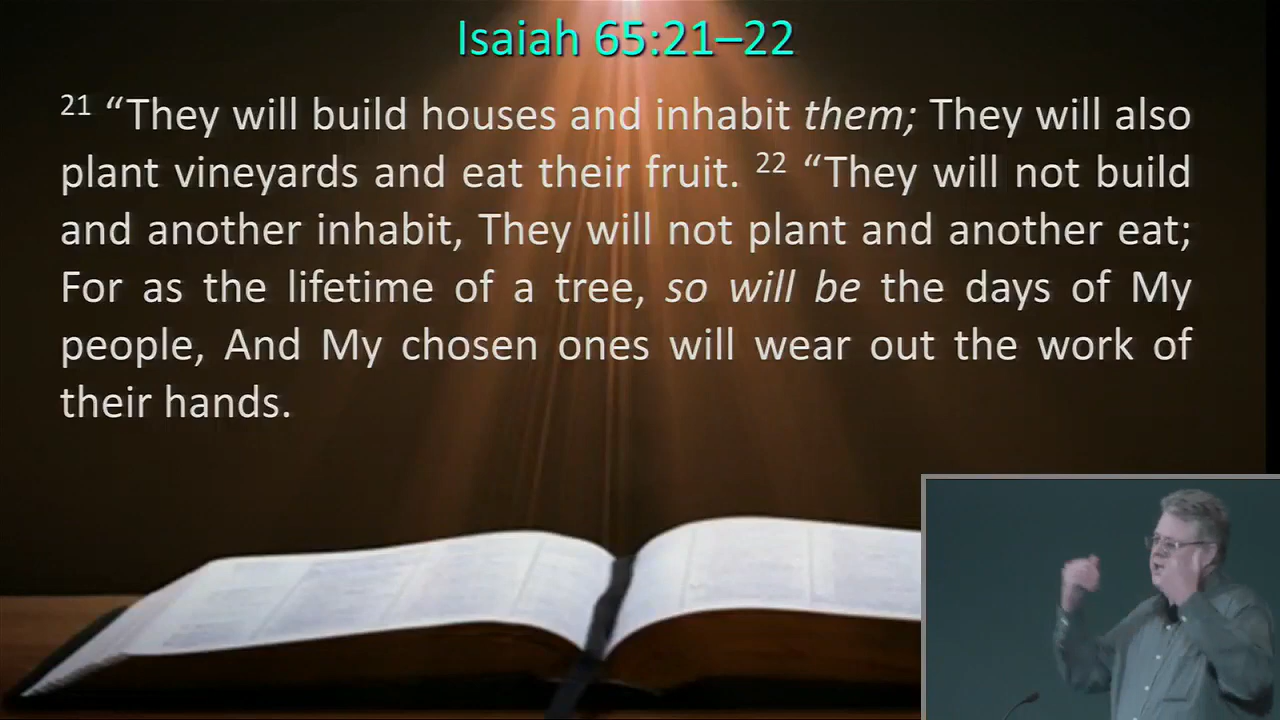 Isaiah 65:21–22
21 “They will build houses and inhabit them; They will also
plant vineyards and eat their fruit. 22 “They will not build
and another inhabit, They will not plant and another eat;
For as the lifetime of a tree, so will be the days of My
people, And My chosen ones will wear out the work of
their hands.